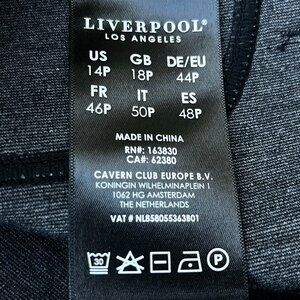 LIVERPOOL®
LOS ANGELES
US GB DE/EU
14P 18P 44P
FR IT ES
46P 50P 48P
MADE IN CHINA
RN#: 163830
CA#: 62380
CAVERN CLUB EUROPE B.V.
KONINGIN WILHELMINAPLEIN 1
1062 HG AMSTERDAM
THE NETHERLANDS
VAT # NL858055363B01
30 P